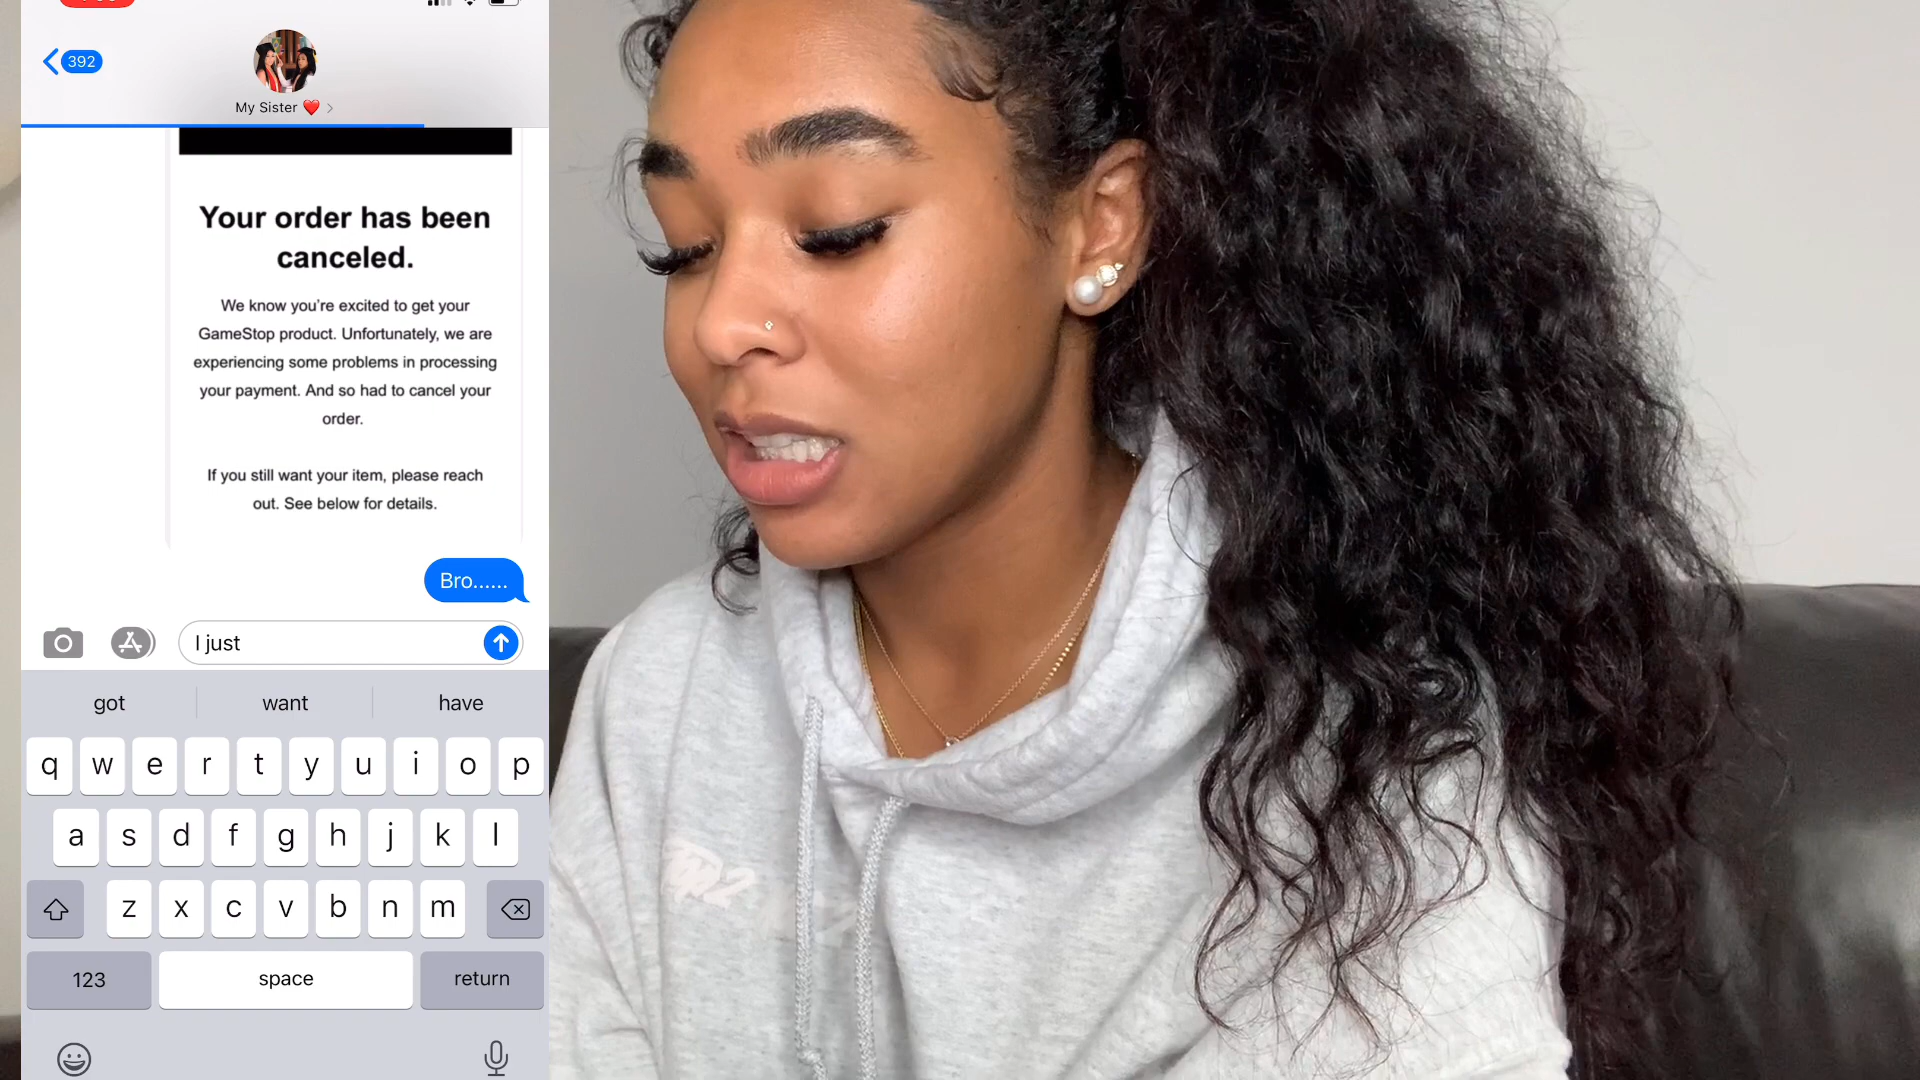 392
My Sister ❤️ >
Your order has been
canceled.
We know you're excited to get your
GameStop product. Unfortunately, we are
experiencing some problems in processing
your payment. And so had to cancel your
order.
If you still want your item, please reach
out. See below for details.
Bro......
I just
got want have
q w e r t y u i o p
a s d f g h j k l
z x c v b n m
123 space return